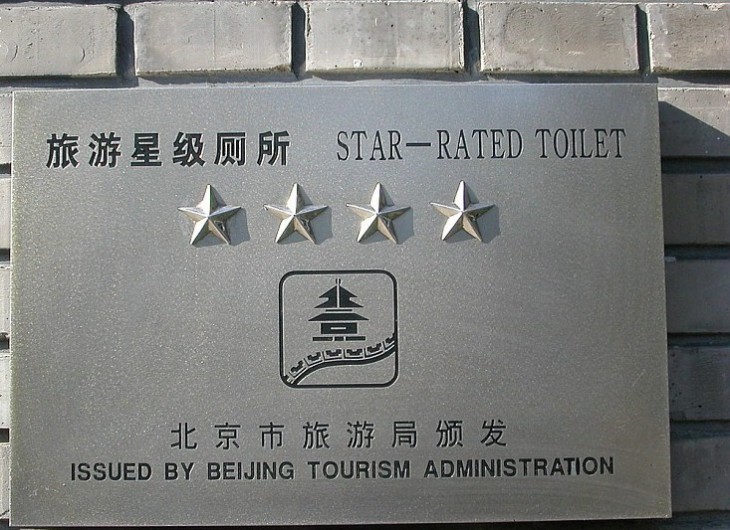 旅游星级厕所 STAR-RATED TOILET
北京市旅游局颁发
ISSUED BY BEIJING TOURISM ADMINISTRATION